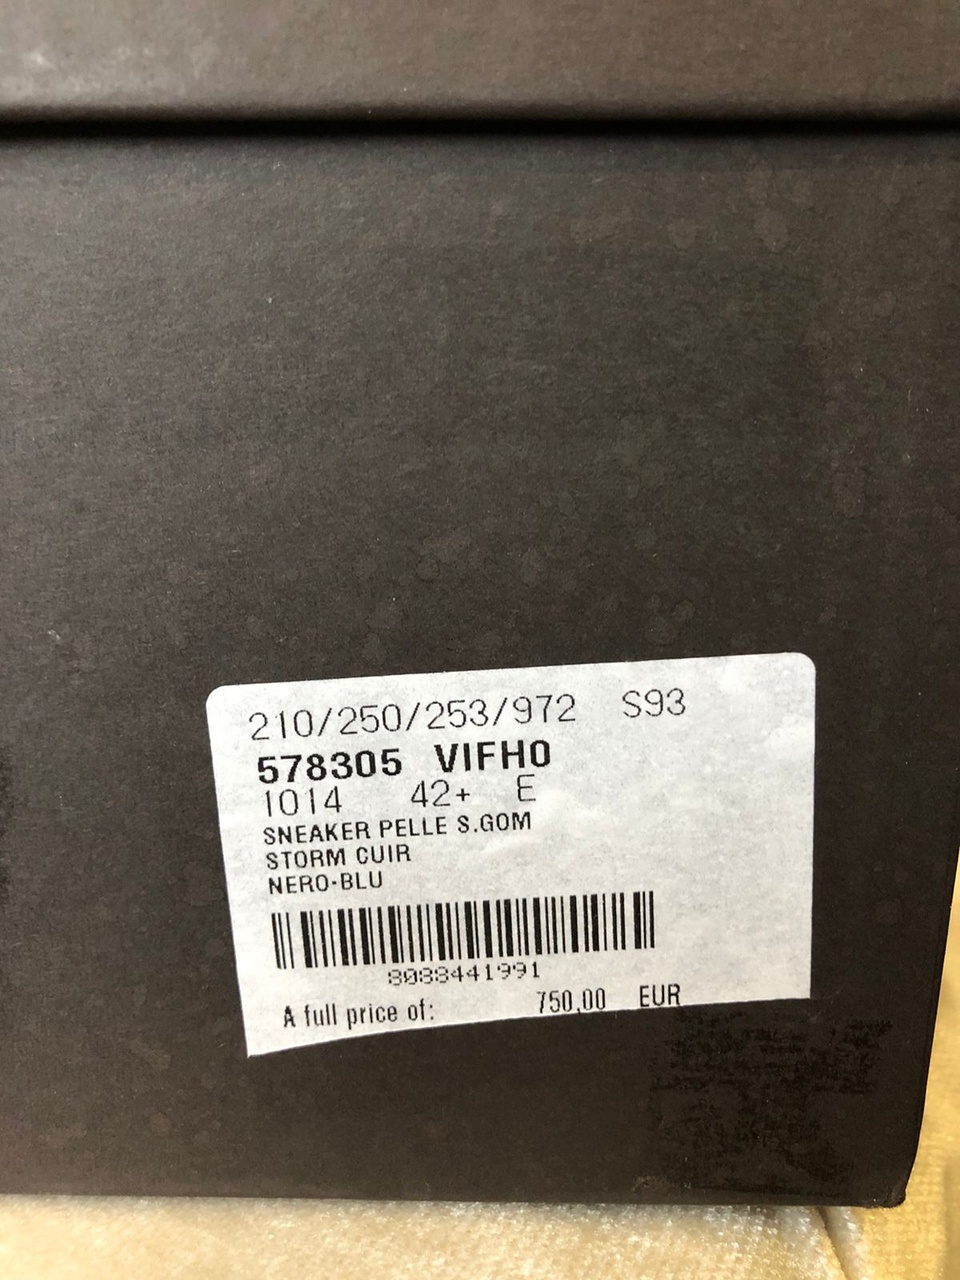 210/250/253/972 S93
578305 VIFH0
1014 42+ E
SNEAKER PELLE S.GOM
STORM CUIR
NERO-BLU
8088441991
A full price of: 750,00 EUR